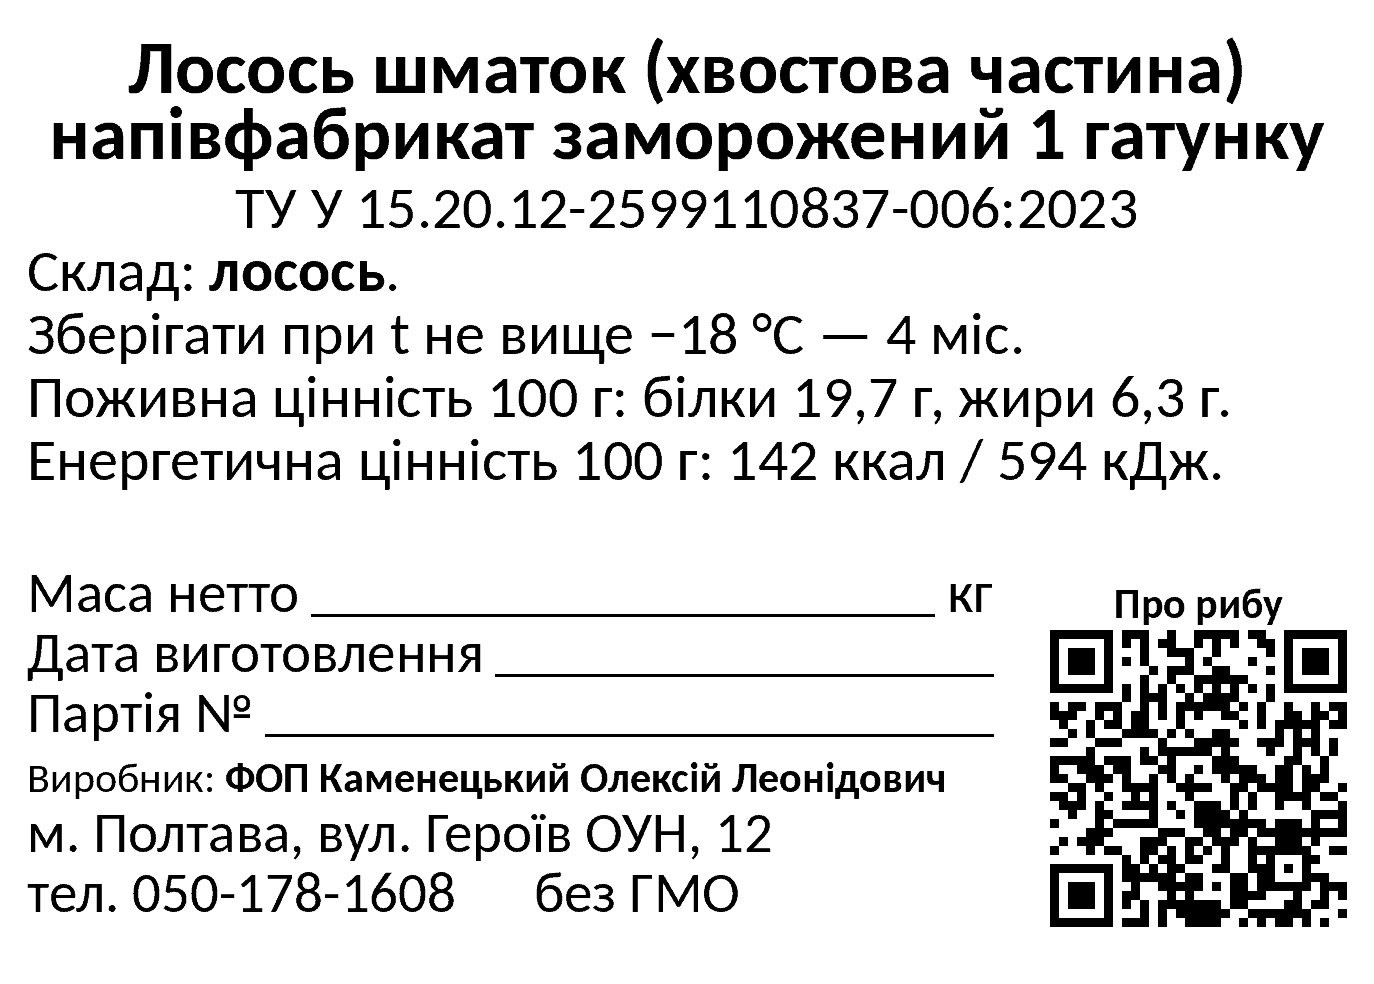 Лосось шматок (хвостова частина)
напівфабрикат заморожений 1 гатунку
ТУ У 15.20.12-2599110837-006:2023
Склад: лосось.
Зберігати при t не вище −18 °C — 4 міс.
Поживна цінність 100 г: білки 19,7 г, жири 6,3 г.
Енергетична цінність 100 г: 142 ккал / 594 кДж.
Маса нетто ____________________ кг
Дата виготовлення ________________
Партія № ________________________
Про рибу
Виробник: ФОП Каменецький Олексій Леонідович
м. Полтава, вул. Героїв ОУН, 12
тел. 050-178-1608 без ГМО